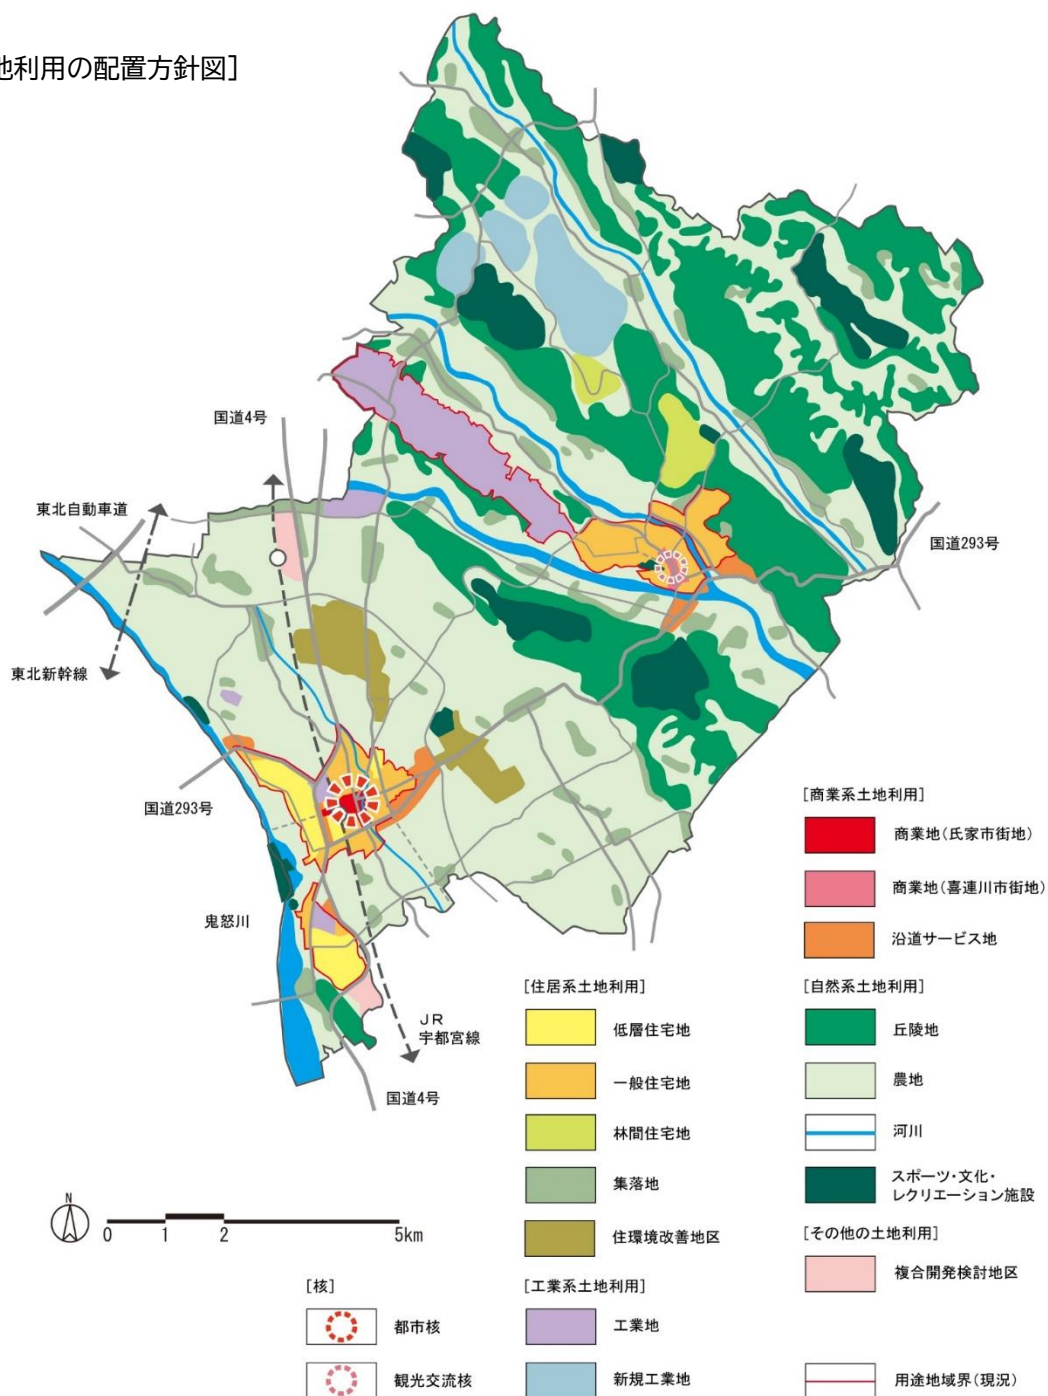 地利用の配置方針図]
国道4号
東北自動車道
国道293号
東北新幹線
国道293号
鬼怒川
JR
宇都宮線
国道4号
[商業系土地利用]
商業地(氏家市街地)
商業地(喜連川市街地)
沿道サービス地
[住居系土地利用]
低層住宅地
一般住宅地
林間住宅地
集落地
住環境改善地区
[自然系土地利用]
丘陵地
農地
河川
スポーツ・文化・
レクリエーション施設
[その他の土地利用]
複合開発検討地区
N
0 1 2 5km
[核]
都市核
観光交流核
[工業系土地利用]
工業地
新規工業地
用途地域界(現況)